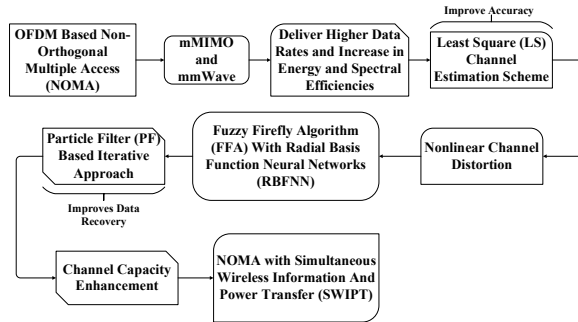 Improve Accuracy
OFDM Based Non-
Orthogonal
Multiple Access
(NOMA)
mMIMO
and
mmWave
Deliver Higher Data
Rates and Increase in
Energy and Spectral
Efficiencies
Least Square (LS)
Channel
Estimation Scheme
Particle Filter (PF)
Based Iterative
Approach
Improves Data
Recovery
Fuzzy Firefly Algorithm
(FFA) With Radial Basis
Function Neural Networks
(RBFNN)
Nonlinear Channel
Distortion
Channel Capacity
Enhancement
NOMA with Simultaneous
Wireless Information And
Power Transfer (SWIPT)